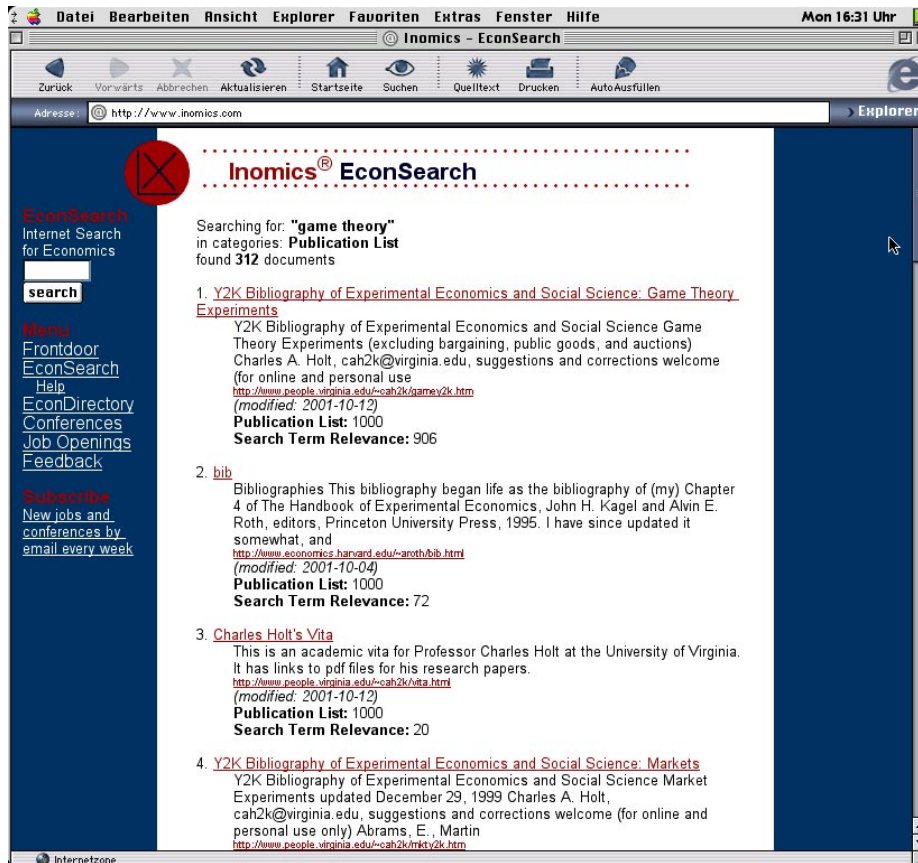 Datei Bearbeiten Ansicht Explorer Favoriten Extras Fenster Hilfe Mon 16:31 Uhr
Inomics - EconSearch
Zurück Vorwärts Abbrechen Aktualisieren Startseite Suchen Quelltext Drucken AutoAusfüllen
Adresse: http://www.inomics.com Explorer
Inomics® EconSearch
EconSearch
Internet Search
for Economics
search
Menu
Frontdoor
EconSearch
Help
EconDirectory
Conferences
Job Openings
Feedback
Subscribe
New jobs and
conferences by
email every week
Searching for: "game theory"
in categories: Publication List
found 312 documents
1. Y2K Bibliography of Experimental Economics and Social Science: Game Theory
Experiments
Y2K Bibliography of Experimental Economics and Social Science Game
Theory Experiments (excluding bargaining, public goods, and auctions)
Charles A. Holt, cah2k@virginia.edu, suggestions and corrections welcome
(for online and personal use
http://www.people.virginia.edu/~cah2k/gamey2k.htm
(modified: 2001-10-12)
Publication List: 1000
Search Term Relevance: 906
2. bib
Bibliographies This bibliography began life as the bibliography of (my) Chapter
4 of The Handbook of Experimental Economics, John H. Kagel and Alvin E.
Roth, editors, Princeton University Press, 1995. I have since updated it
somewhat, and
http://www.economics.harvard.edu/~aroth/bib.html
(modified: 2001-10-04)
Publication List: 1000
Search Term Relevance: 72
3. Charles Holt's Vita
This is an academic vita for Professor Charles Holt at the University of Virginia.
It has links to pdf files for his research papers.
http://www.people.virginia.edu/~cah2k/vita.html
(modified: 2001-10-12)
Publication List: 1000
Search Term Relevance: 20
4. Y2K Bibliography of Experimental Economics and Social Science: Markets
Y2K Bibliography of Experimental Economics and Social Science Market
Experiments updated December 29, 1999 Charles A. Holt,
cah2k@virginia.edu, suggestions and corrections welcome (for online and
personal use only) Abrams, E., Martin
http://www.people.virginia.edu/~cah2k/mkty2k.htm
Internetzone